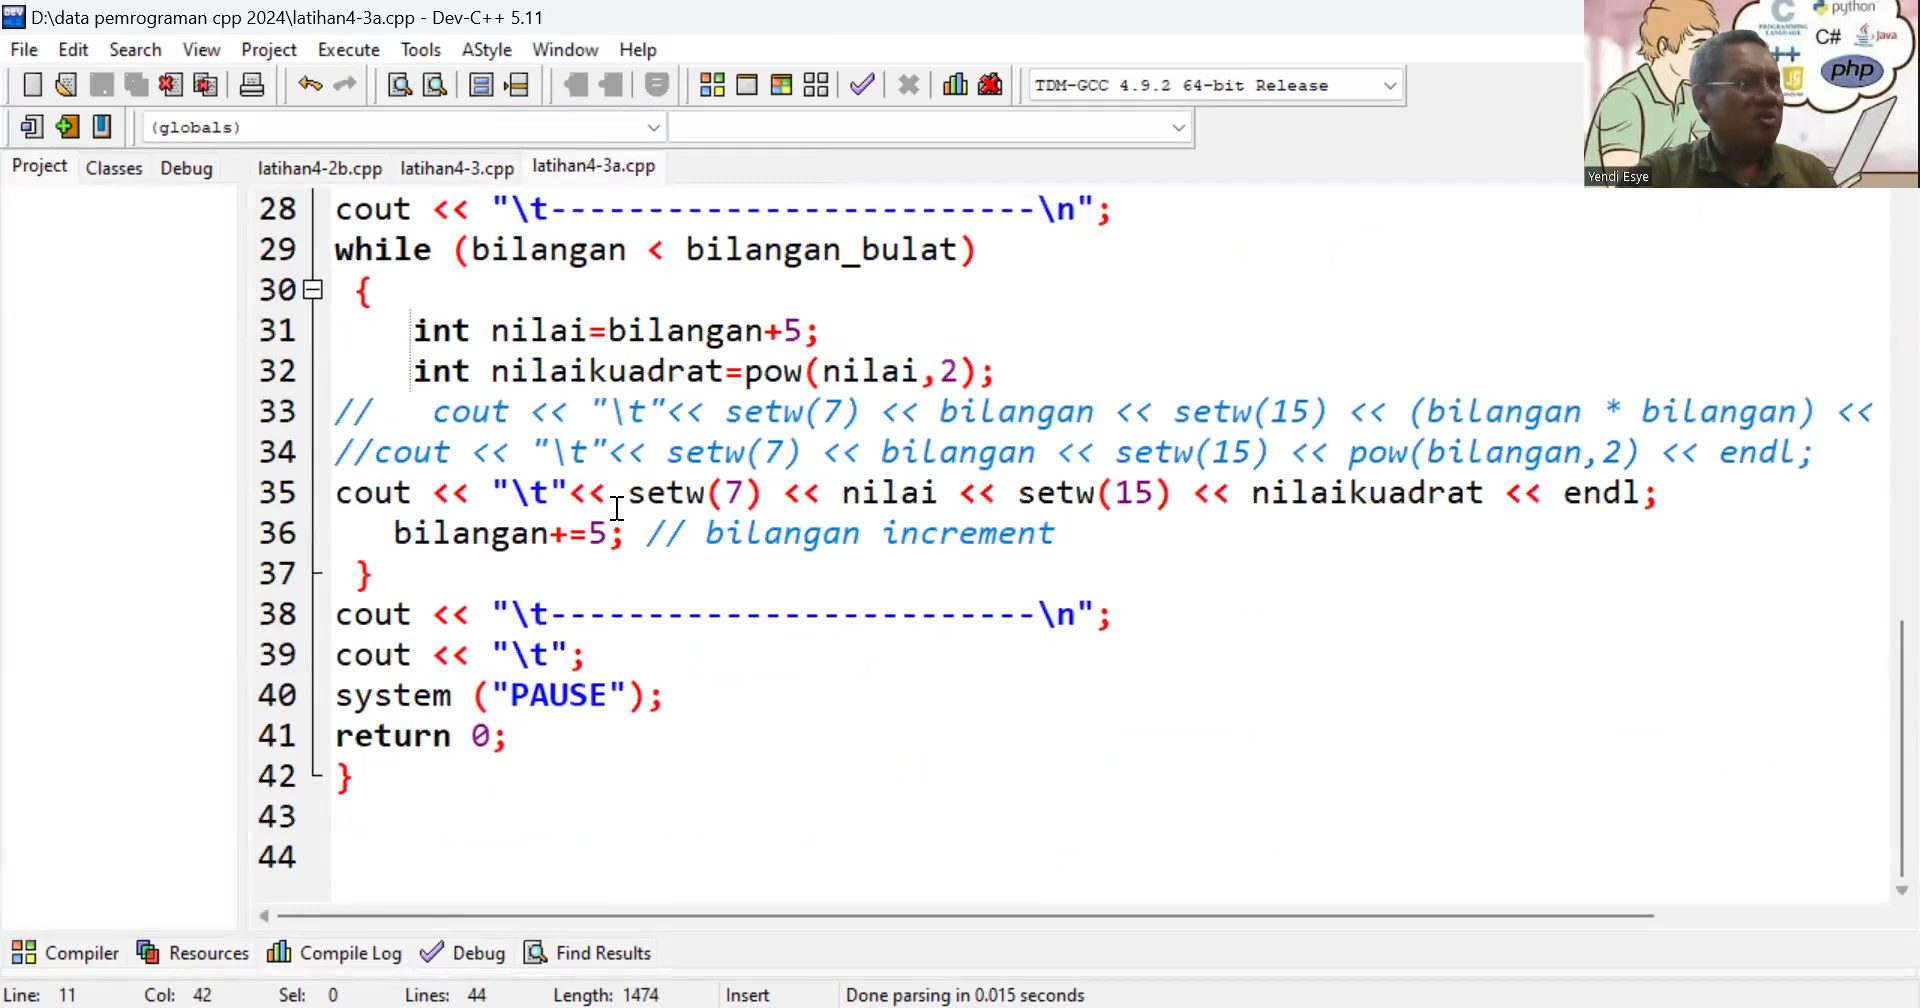 D:\data pemrograman cpp 2024\latihan4-3a.cpp - Dev-C++ 5.11
File Edit Search View Project Execute Tools AStyle Window Help
TDM-GCC 4.9.2 64-bit Release
(globals)
Project Classes Debug latihan4-2b.cpp latihan4-3.cpp latihan4-3a.cpp
28 cout << "\t-------------------------\n";
29 while (bilangan < bilangan_bulat)
30 {
31 int nilai=bilangan+5;
32 int nilaikuadrat=pow(nilai,2);
33 // cout << "\t"<< setw(7) << bilangan << setw(15) << (bilangan * bilangan) <<
34 //cout << "\t"<< setw(7) << bilangan << setw(15) << pow(bilangan,2) << endl;
35 cout << "\t"<< setw(7) << nilai << setw(15) << nilaikuadrat << endl;
36 bilangan+=5; // bilangan increment
37 }
38 cout << "\t-------------------------\n";
39 cout << "\t";
40 system ("PAUSE");
41 return 0;
42 }
43
44
Compiler Resources Compile Log Debug Find Results
Line: 11 Col: 42 Sel: 0 Lines: 44 Length: 1474 Insert Done parsing in 0.015 seconds
C
PROGRAMMING
LANGUAGE
python
C#
Java
++
JS
php
Yendi Esye